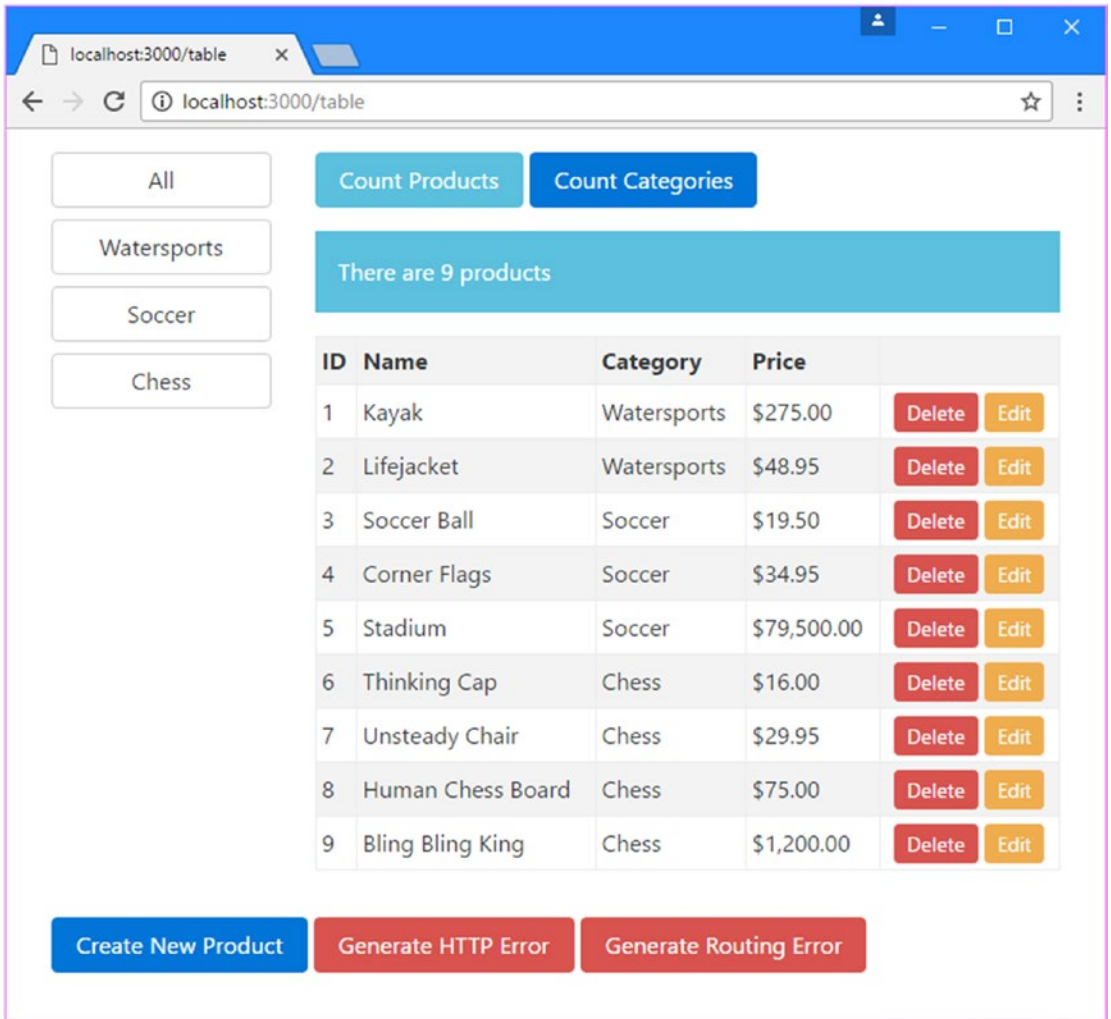 localhost:3000/table
localhost:3000/table
All
Watersports
Soccer
Chess
Count Products Count Categories
There are 9 products
ID Name Category Price
1 Kayak Watersports $275.00 Delete Edit
2 Lifejacket Watersports $48.95 Delete Edit
3 Soccer Ball Soccer $19.50 Delete Edit
4 Corner Flags Soccer $34.95 Delete Edit
5 Stadium Soccer $79,500.00 Delete Edit
6 Thinking Cap Chess $16.00 Delete Edit
7 Unsteady Chair Chess $29.95 Delete Edit
8 Human Chess Board Chess $75.00 Delete Edit
9 Bling Bling King Chess $1,200.00 Delete Edit
Create New Product Generate HTTP Error Generate Routing Error